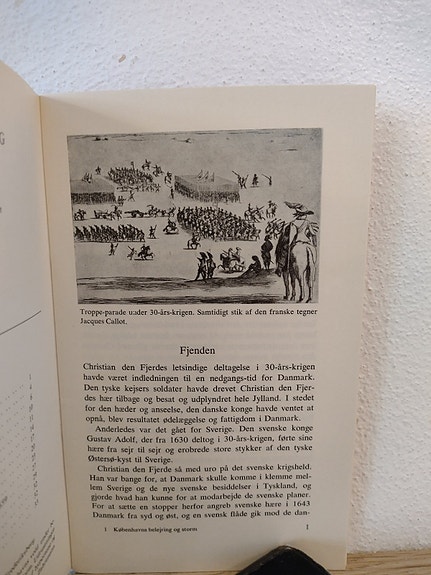 G
Troppe-parade under 30-års-krigen. Samtidigt stik af den franske tegner
Jacques Callot.
Fjenden
Christian den Fjerdes letsindige deltagelse i 30-års-krigen
havde været indledningen til en nedgangs-tid for Danmark.
Den tyske kejsers soldater havde drevet Christian den Fjer-
des hær tilbage og besat og udplyndret hele Jylland. I stedet
for den hæder og anseelse, den danske konge havde ventet at
opnå, blev resultatet ødelæggelse og fattigdom i Danmark.
Anderledes var det gået for Sverige. Den svenske konge
Gustav Adolf, der fra 1630 deltog i 30-års-krigen, førte sine
hære fra sejr til sejr og erobrede store stykker af den tyske
Østersø-kyst til Sverige.
Christian den Fjerde så med uro på det svenske krigsheld.
Han var bange for, at Danmark skulle komme i klemme mel-
lem Sverige og de nye svenske besiddelser i Tyskland, og
gjorde hvad han kunne for at modarbejde de svenske planer.
For at sætte en stopper herfor angreb svenske hære i 1643
Danmark fra syd og øst, og en svensk flåde gik mod de dan-
1 Københavns belejring og storm 1